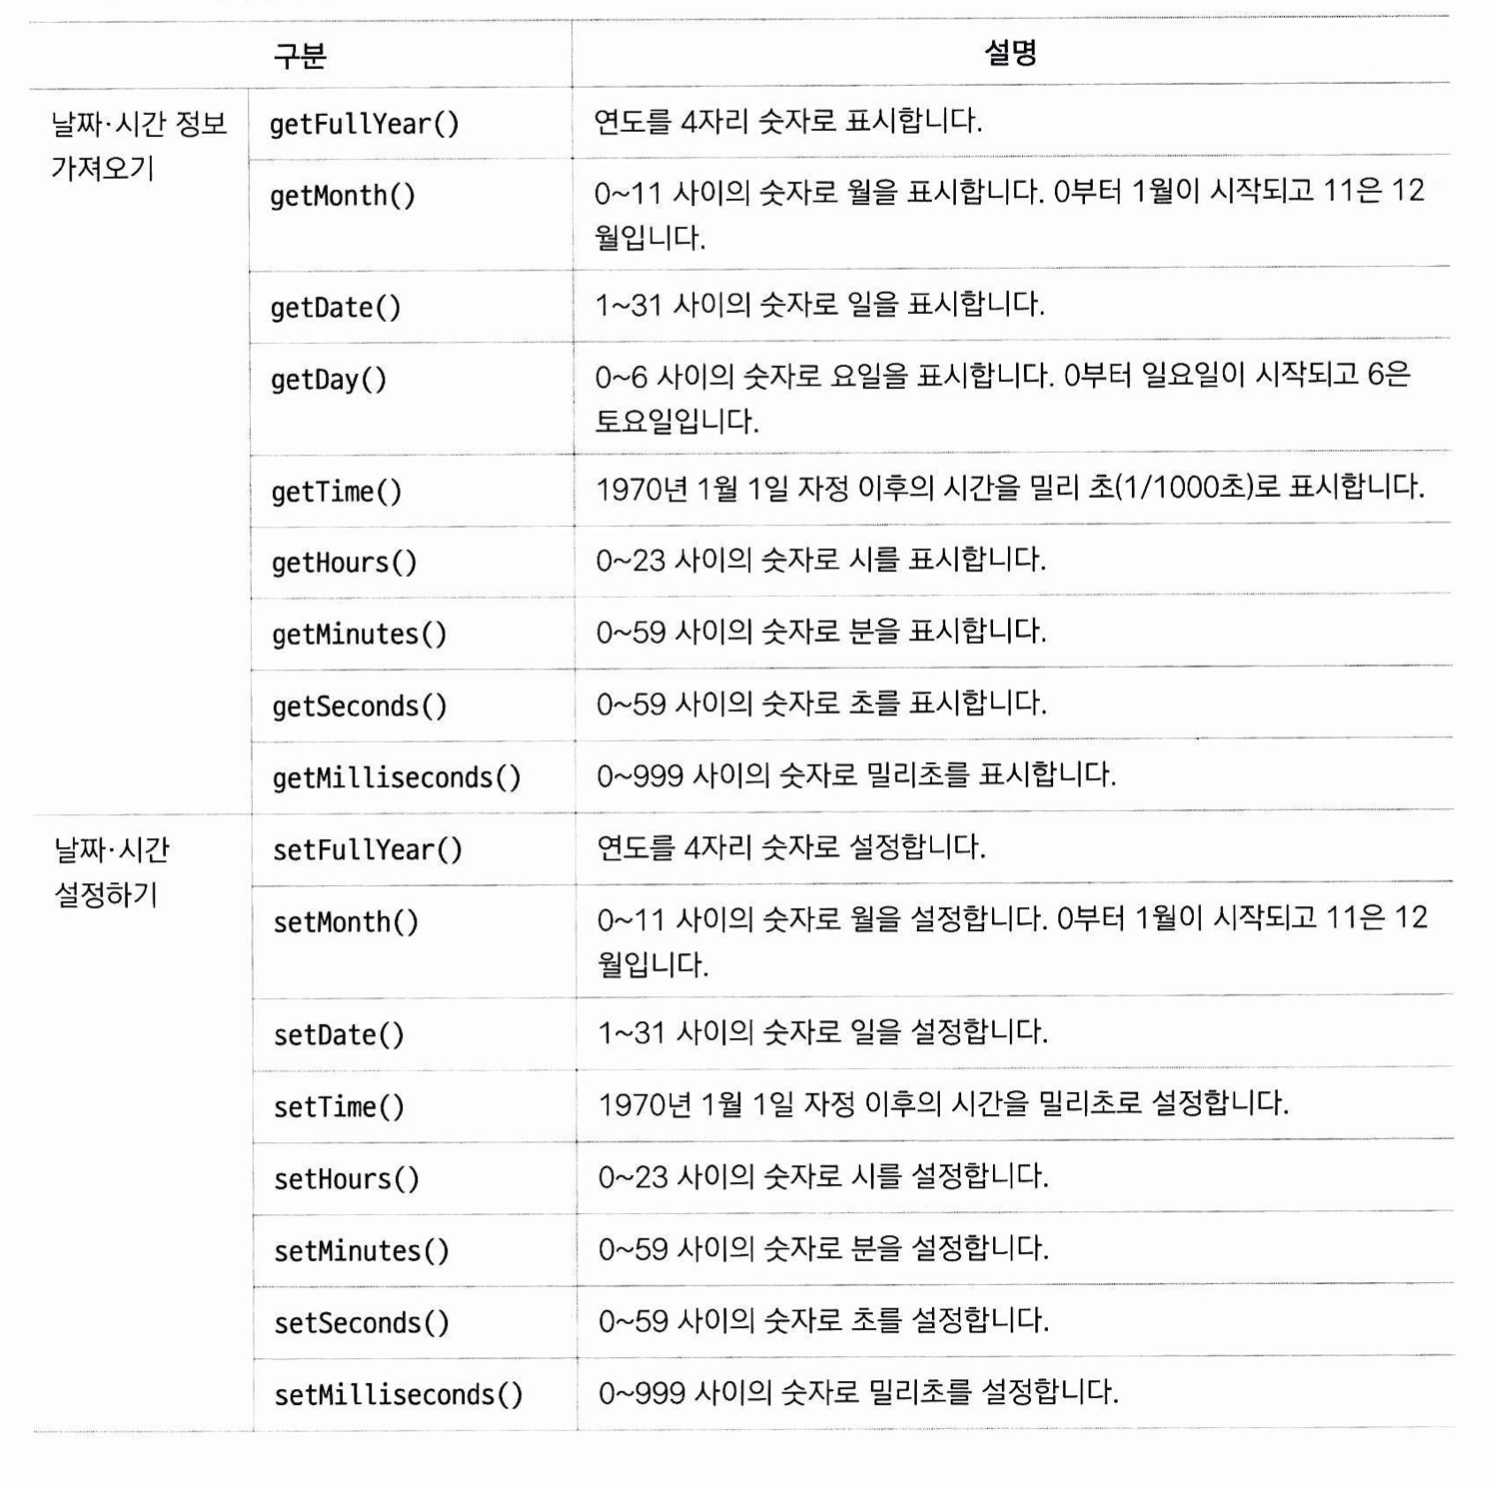 구분 설명
날짜·시간 정보 getFullYear() 연도를 4자리 숫자로 표시합니다.
가져오기
getMonth() 0~11 사이의 숫자로 월을 표시합니다. 0부터 1월이 시작되고 11은 12
월입니다.
getDate() 1~31 사이의 숫자로 일을 표시합니다.
getDay() 0~6 사이의 숫자로 요일을 표시합니다. 0부터 일요일이 시작되고 6은
토요일입니다.
getTime() 1970년 1월 1일 자정 이후의 시간을 밀리 초(1/1000초)로 표시합니다.
getHours() 0~23 사이의 숫자로 시를 표시합니다.
getMinutes() 0~59 사이의 숫자로 분을 표시합니다.
getSeconds() 0~59 사이의 숫자로 초를 표시합니다.
getMilliseconds() 0~999 사이의 숫자로 밀리초를 표시합니다.
날짜·시간 setFullYear() 연도를 4자리 숫자로 설정합니다.
설정하기
setMonth() 0~11 사이의 숫자로 월을 설정합니다. 0부터 1월이 시작되고 11은 12
월입니다.
setDate() 1~31 사이의 숫자로 일을 설정합니다.
setTime() 1970년 1월 1일 자정 이후의 시간을 밀리초로 설정합니다.
setHours() 0~23 사이의 숫자로 시를 설정합니다.
setMinutes() 0~59 사이의 숫자로 분을 설정합니다.
setSeconds() 0~59 사이의 숫자로 초를 설정합니다.
setMilliseconds() 0~999 사이의 숫자로 밀리초를 설정합니다.